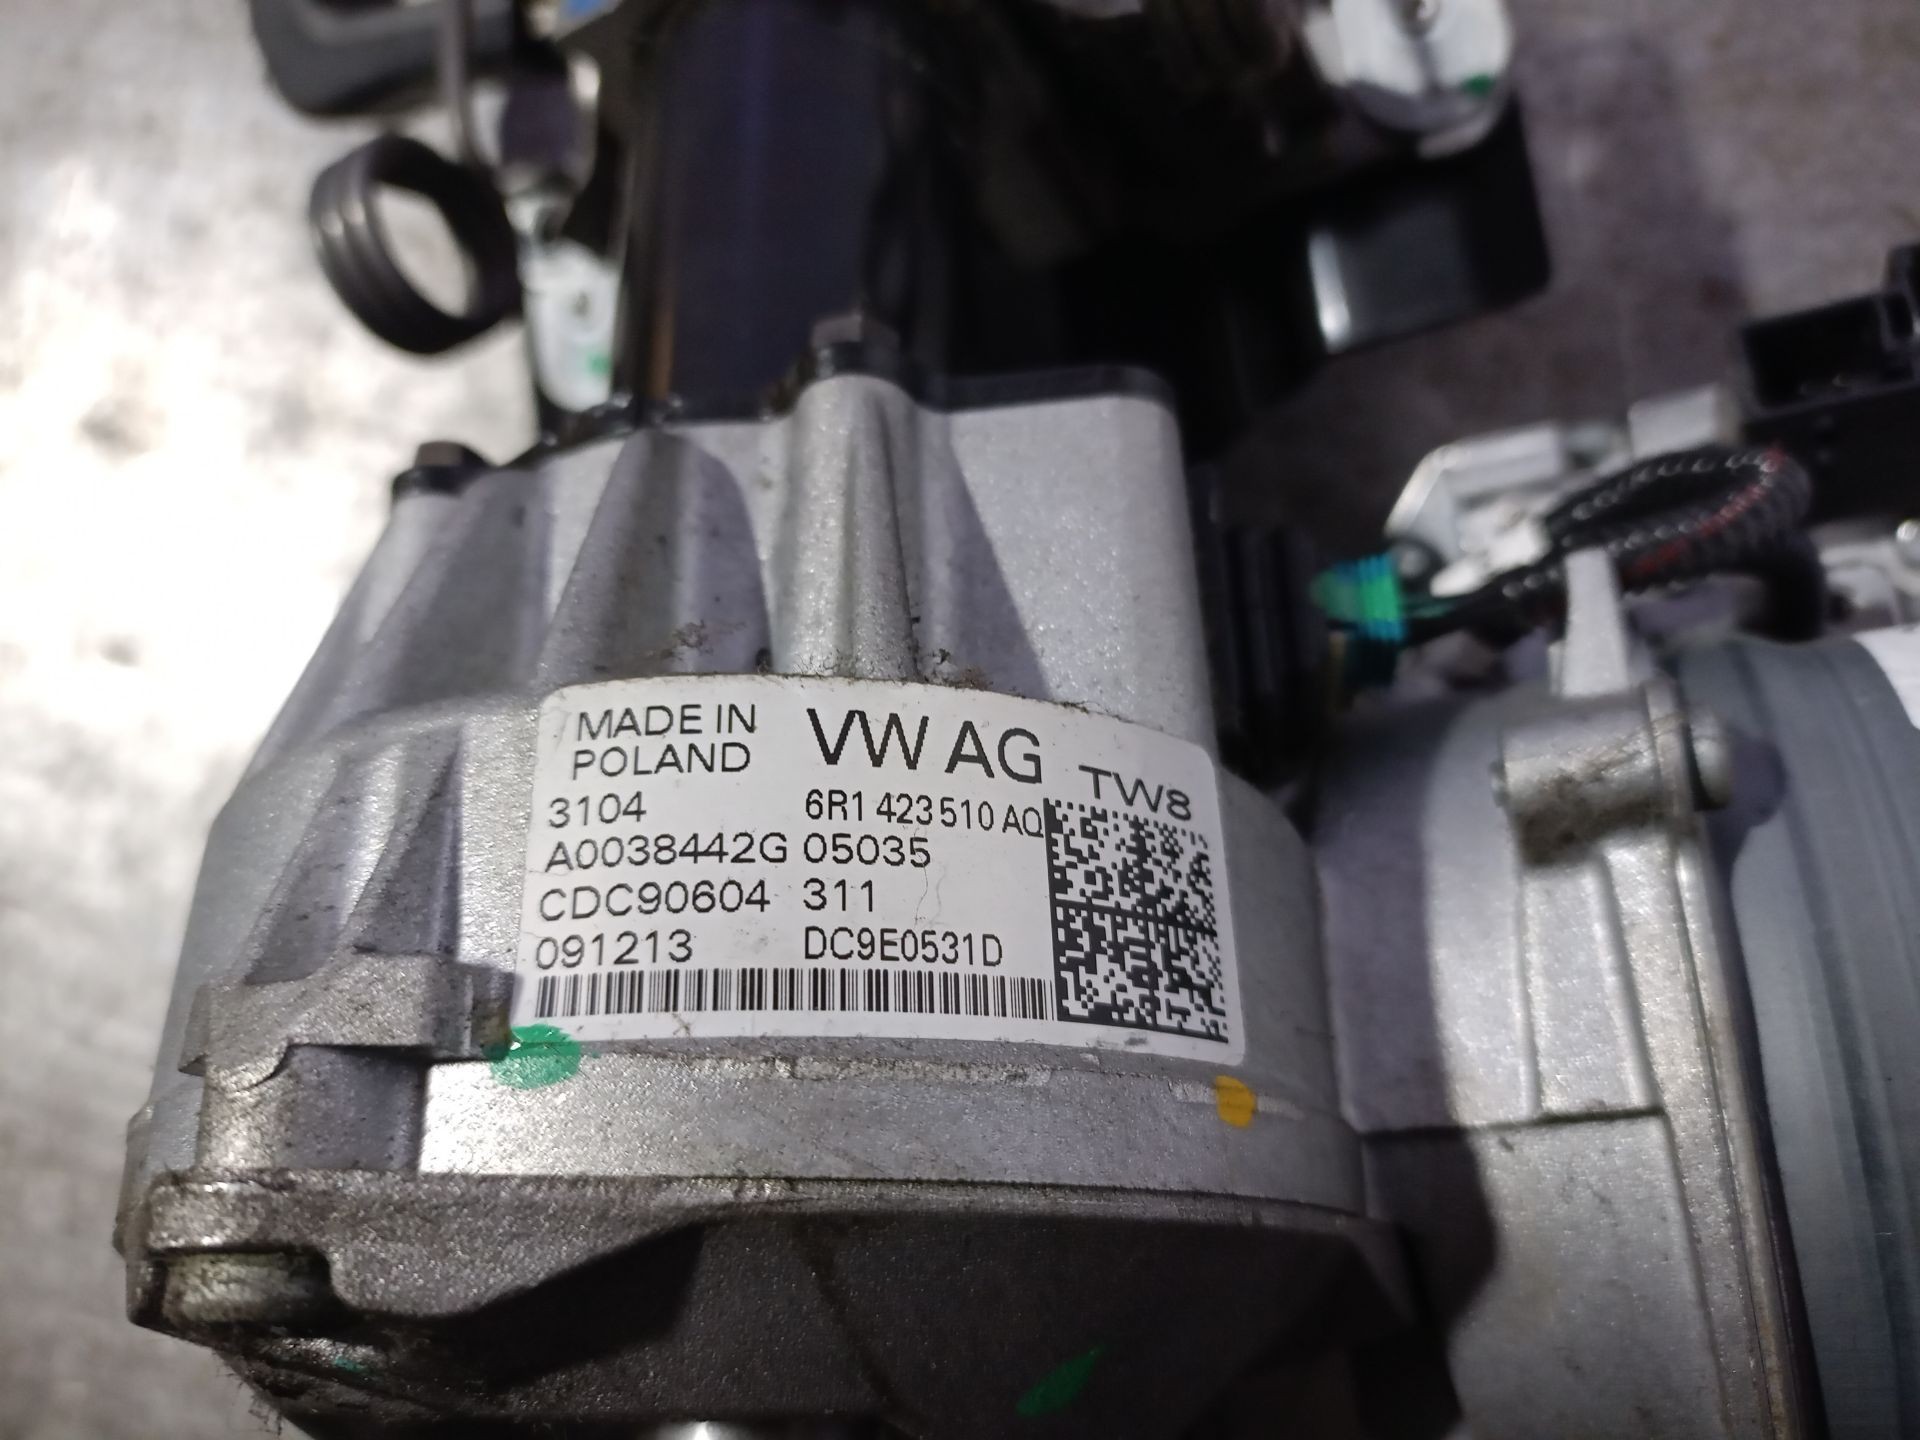 MADE IN VW AG
POLAND TW8
3104 6R1 423 510 AQ
A0038442G 05035
CDC90604 311
091213 DC9E0531D